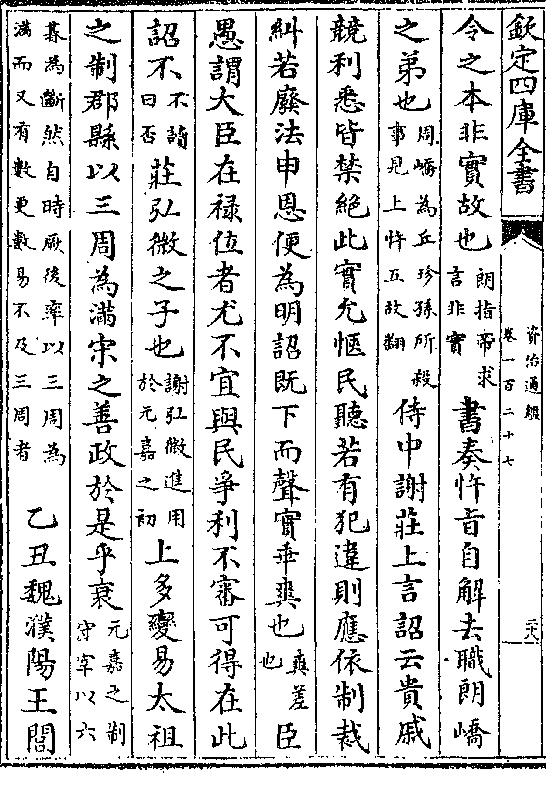 欽定四庫全書
資治通鑑
卷一百二十七
二六
令之本非實故也朗指帝求
言非實書奏忤旨自解去職朗嶠
之弟也周嶠為丘珍孫所殺
事見上忤五故翻侍中謝莊上言詔云貴戚
競利悉皆禁絕此實允愜民聽若有犯違則應依制裁
糾若廢法申恩便為明詔既下而聲實乖爽也爽差
也臣
愚謂大臣在祿位者尤不宜與民爭利不審可得在此
詔不不讀
曰否莊弘微之子也謝弘微進用
於元嘉之初上多變易太祖
之制郡縣以三周為滿宋之善政於是乎衰元嘉之制
守宰以六
朞為斷然自時厥後率以三周為
滿而又有數更數易不及三周者乙丑魏濮陽王閭